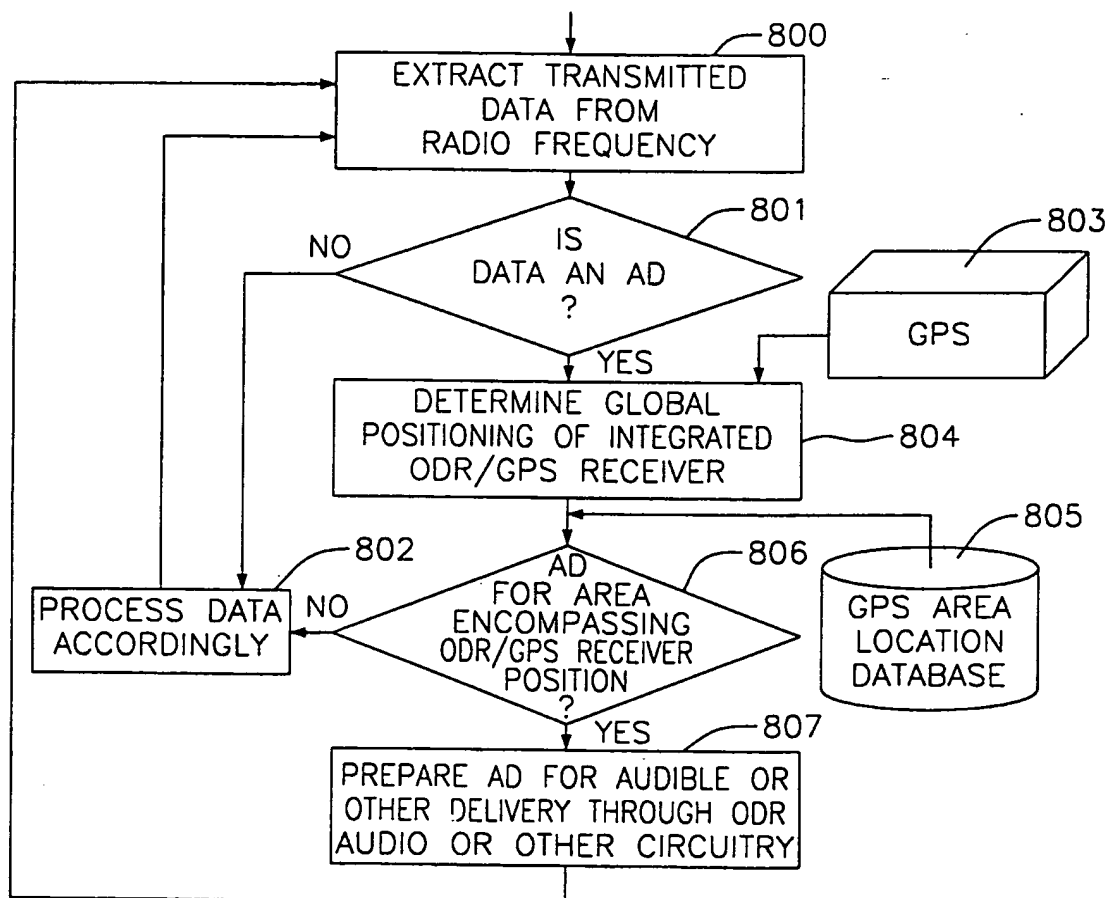 800
EXTRACT TRANSMITTED
DATA FROM
RADIO FREQUENCY
801
NO
IS
DATA AN AD
?
803
GPS
YES
DETERMINE GLOBAL
POSITIONING OF INTEGRATED
ODR/GPS RECEIVER
804
802
PROCESS DATA
ACCORDINGLY
NO
806
AD
FOR AREA
ENCOMPASSING
ODR/GPS RECEIVER
POSITION
?
805
GPS AREA
LOCATION
DATABASE
YES
807
PREPARE AD FOR AUDIBLE OR
OTHER DELIVERY THROUGH ODR
AUDIO OR OTHER CIRCUITRY